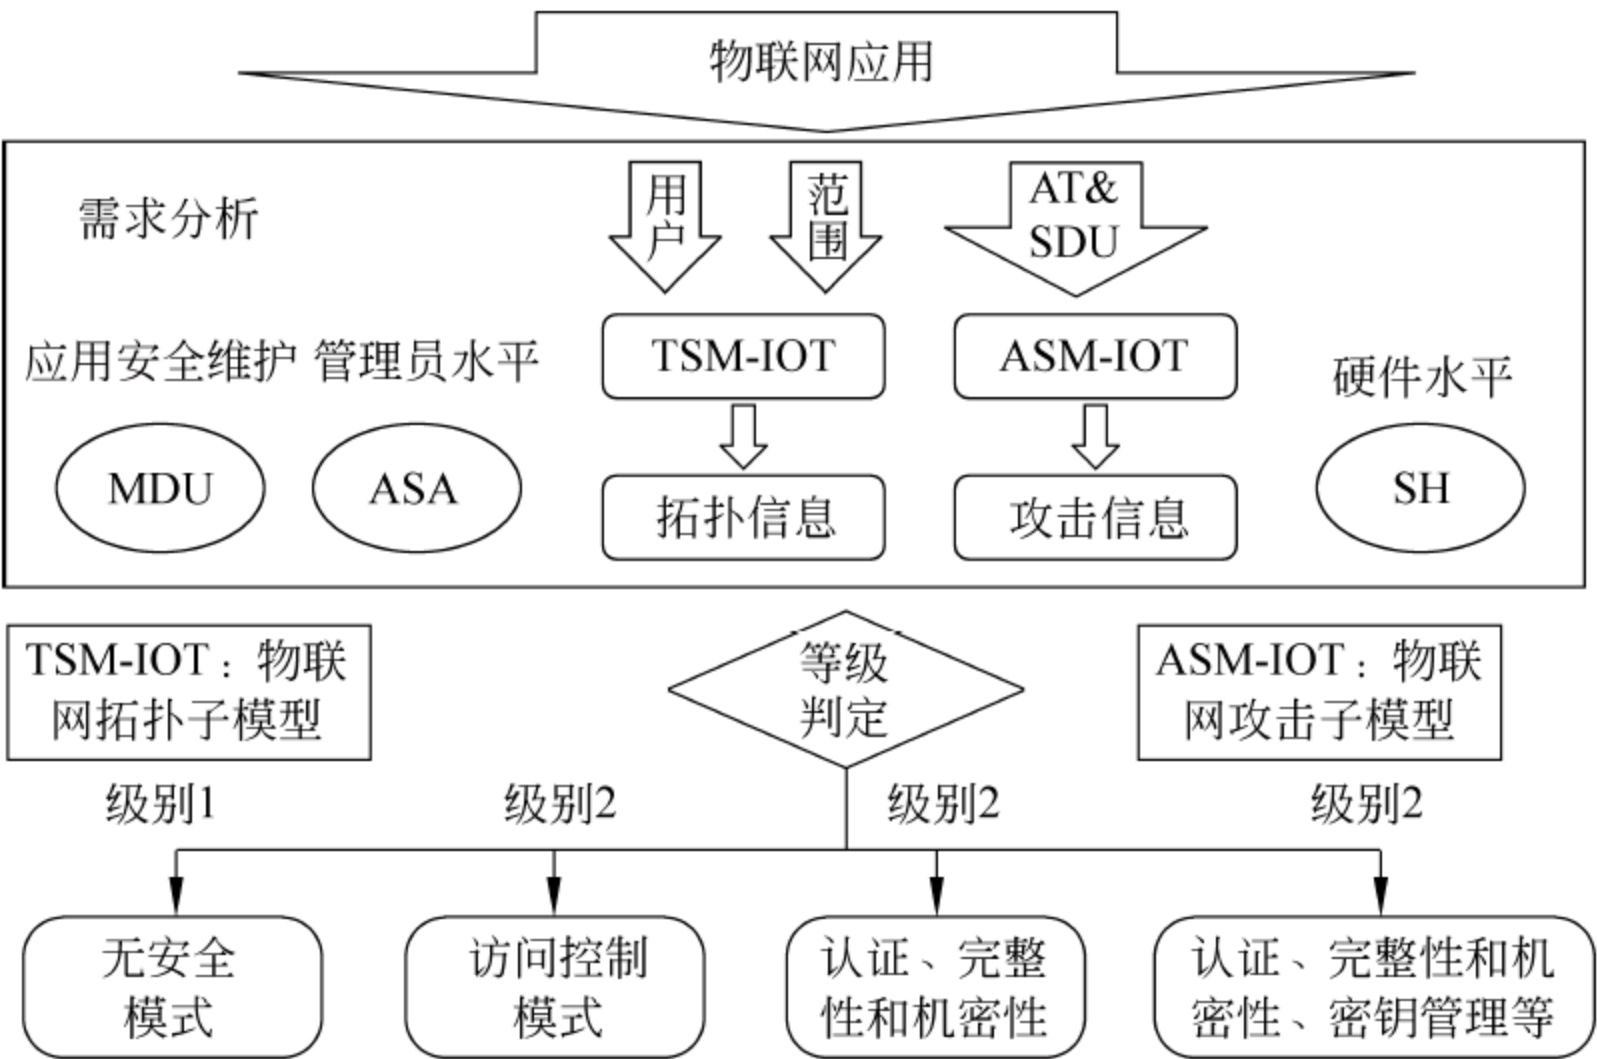 物联网应用
需求分析
用户
范围
AT&
SDU
应用安全维护
管理员水平
TSM-IOT
ASM-IOT
硬件水平
MDU
ASA
拓扑信息
攻击信息
SH
TSM-IOT：物联
网拓扑子模型
等级
判定
ASM-IOT：物联
网攻击子模型
级别1
级别2
级别2
级别2
无安全
模式
访问控制
模式
认证、完整
性和机密性
认证、完整性和机
密性、密钥管理等